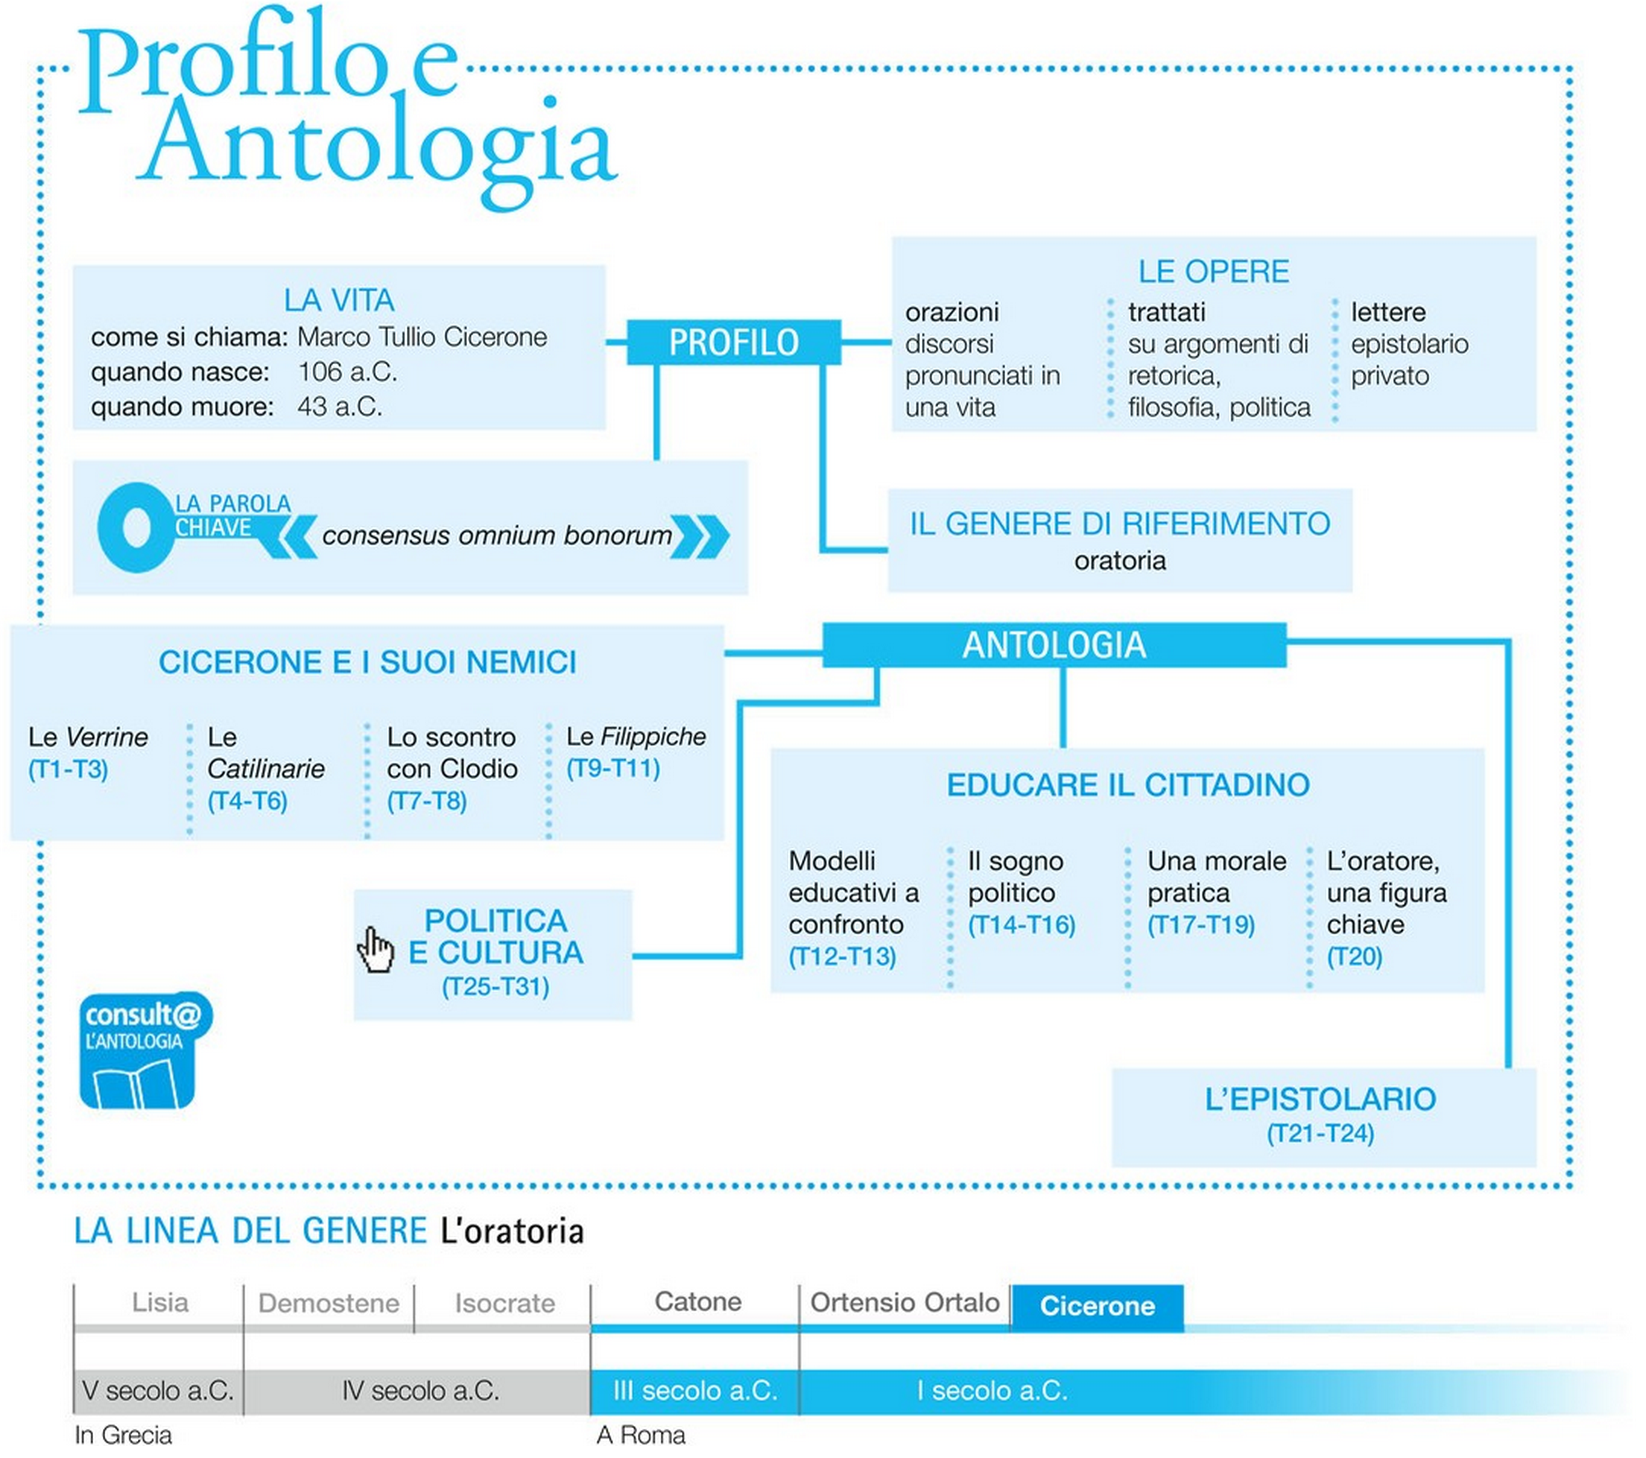 Profilo e
Antologia
LA VITA
come si chiama: Marco Tullio Cicerone
quando nasce: 106 a.C.
quando muore: 43 a.C.
PROFILO
LE OPERE
orazioni
discorsi
pronunciati in
una vita
trattati
su argomenti di
retorica,
filosofia, politica
lettere
epistolario
privato
LA PAROLA
CHIAVE
consensus omnium bonorum
IL GENERE DI RIFERIMENTO
oratoria
ANTOLOGIA
CICERONE E I SUOI NEMICI
Le Verrine
(T1-T3)
Le
Catilinarie
(T4-T6)
Lo scontro
con Clodio
(T7-T8)
Le Filippiche
(T9-T11)
EDUCARE IL CITTADINO
Modelli
educativi a
confronto
(T12-T13)
Il sogno
politico
(T14-T16)
Una morale
pratica
(T17-T19)
L'oratore,
una figura
chiave
(T20)
POLITICA
E CULTURA
(T25-T31)
consult@
L'ANTOLOGIA
L'EPISTOLARIO
(T21-T24)
LA LINEA DEL GENERE L'oratoria
Lisia
Demostene
Isocrate
Catone
Ortensio Ortalo
Cicerone
V secolo a.C.
IV secolo a.C.
III secolo a.C.
I secolo a.C.
In Grecia
A Roma